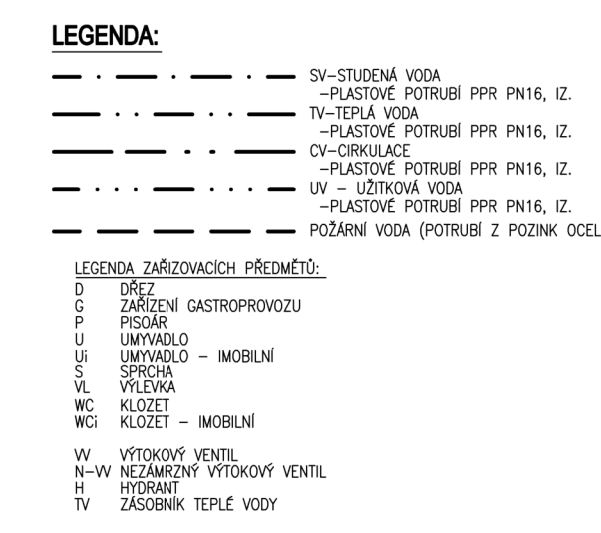 LEGENDA:
SV-STUDENÁ VODA
-PLASTOVÉ POTRUBÍ PPR PN16, IZ.
TV-TEPLÁ VODA
-PLASTOVÉ POTRUBÍ PPR PN16, IZ.
CV-CIRKULACE
-PLASTOVÉ POTRUBÍ PPR PN16, IZ.
UV - UŽITKOVÁ VODA
-PLASTOVÉ POTRUBÍ PPR PN16, IZ.
POŽÁRNÍ VODA (POTRUBÍ Z POZINK OCEL
LEGENDA ZAŘIZOVACÍCH PŘEDMĚTŮ:
D DŘEZ
G ZAŘÍZENÍ GASTROPROVOZU
P PISOÁR
U UMYVADLO
Ui UMYVADLO - IMOBILNÍ
S SPRCHA
VL VÝLEVKA
WC KLOZET
WCi KLOZET - IMOBILNÍ
VV VÝTOKOVÝ VENTIL
N-VV NEZÁMRZNÝ VÝTOKOVÝ VENTIL
H HYDRANT
TV ZÁSOBNÍK TEPLÉ VODY